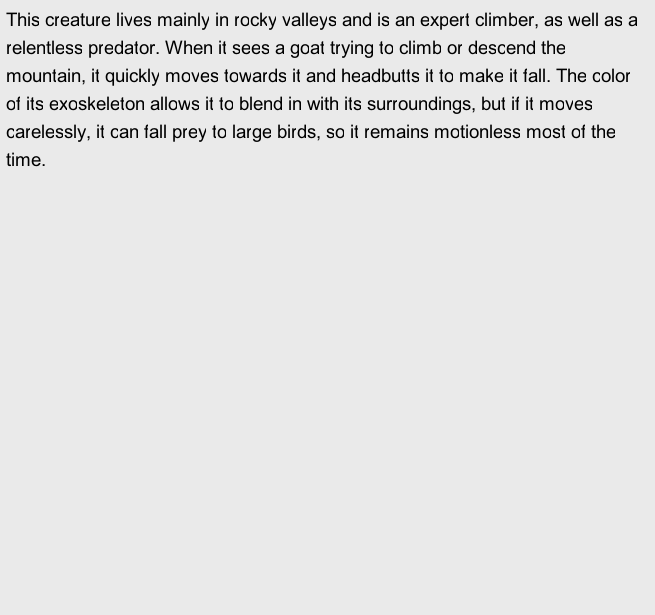 This creature lives mainly in rocky valleys and is an expert climber, as well as a
relentless predator. When it sees a goat trying to climb or descend the
mountain, it quickly moves towards it and headbutts it to make it fall. The color
of its exoskeleton allows it to blend in with its surroundings, but if it moves
carelessly, it can fall prey to large birds, so it remains motionless most of the
time.